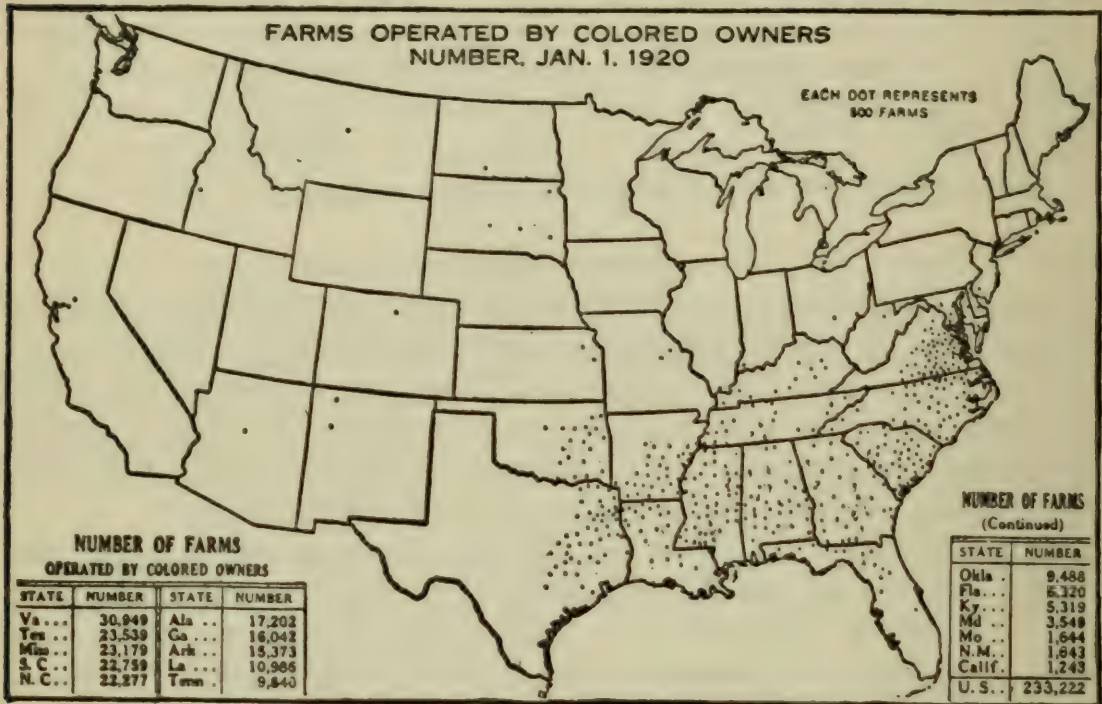 FARMS OPERATED BY COLORED OWNERS
NUMBER, JAN. 1, 1920
EACH DOT REPRESENTS
500 FARMS
NUMBER OF FARMS
OPERATED BY COLORED OWNERS
STATE NUMBER STATE NUMBER
Va... 30,949 Ala.. 17,202
Tex.. 23,539 Ga... 16,042
Miss.. 23,179 Ark.. 15,373
S. C.. 22,759 La... 10,986
N. C.. 22,277 Tenn. 9,840
NUMBER OF FARMS
(Continued)
STATE NUMBER
Okla. 9,488
Fla... 6,320
Ky... 5,319
Md.. 3,549
Mo.. 1,644
N.M.. 1,643
Calif. 1,243
U. S.. 233,222